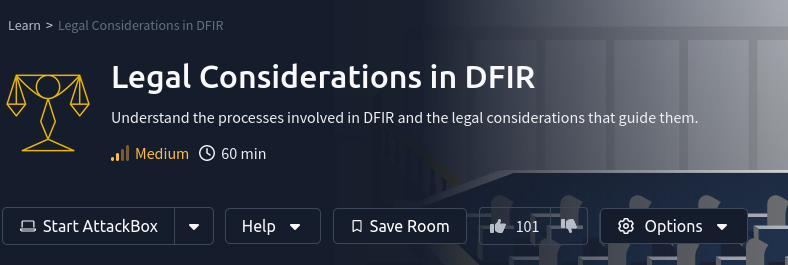 Learn > Legal Considerations in DFIR
Legal Considerations in DFIR
Understand the processes involved in DFIR and the legal considerations that guide them.
Medium 60 min
Start AttackBox Help Save Room 101 Options